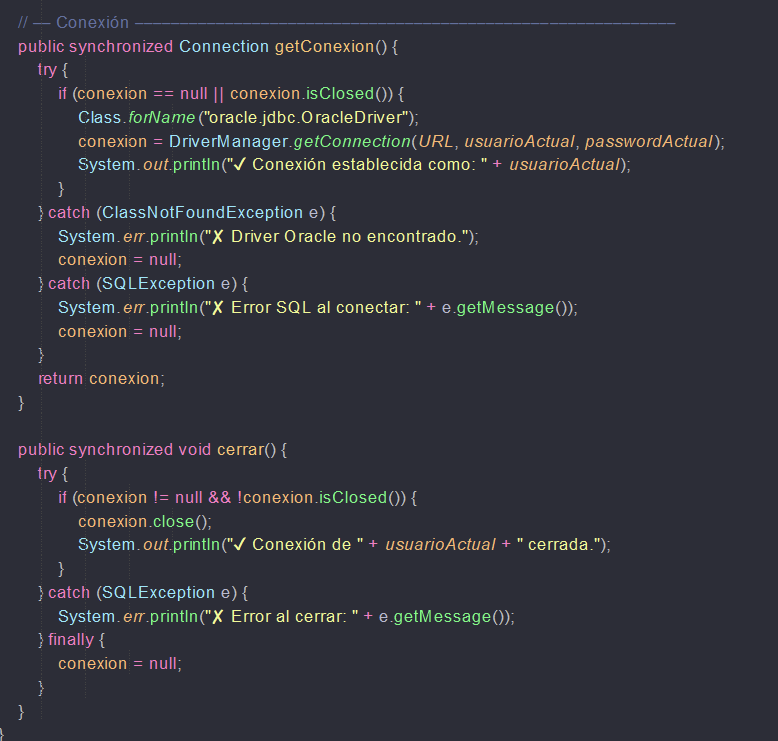 // — Conexión ——————————————————————————————
public synchronized Connection getConexion() {
try {
if (conexion == null || conexion.isClosed()) {
Class.forName("oracle.jdbc.OracleDriver");
conexion = DriverManager.getConnection(URL, usuarioActual, passwordActual);
System.out.println("✔ Conexión establecida como: " + usuarioActual);
}
} catch (ClassNotFoundException e) {
System.err.println("✘ Driver Oracle no encontrado.");
conexion = null;
} catch (SQLException e) {
System.err.println("✘ Error SQL al conectar: " + e.getMessage());
conexion = null;
}
return conexion;
}
public synchronized void cerrar() {
try {
if (conexion != null && !conexion.isClosed()) {
conexion.close();
System.out.println("✔ Conexión de " + usuarioActual + " cerrada.");
}
} catch (SQLException e) {
System.err.println("✘ Error al cerrar: " + e.getMessage());
} finally {
conexion = null;
}
}
}